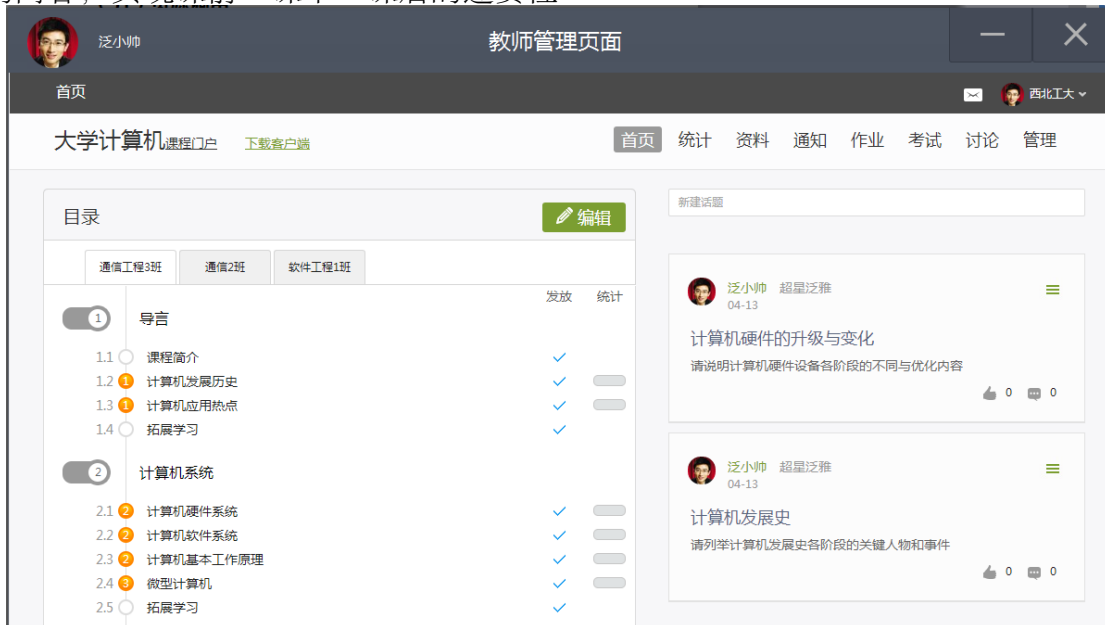 泛小帅
教师管理页面
首页
西北工大
大学计算机 课程门户 下载客户端
首页 统计 资料 通知 作业 考试 讨论 管理
目录
编辑
通信工程3班 通信2班 软件工程1班
发放 统计
1 导言
1.1 课程简介
1.2 1 计算机发展历史
1.3 1 计算机应用热点
1.4 拓展学习
2 计算机系统
2.1 2 计算机硬件系统
2.2 2 计算机软件系统
2.3 2 计算机基本工作原理
2.4 3 微型计算机
2.5 拓展学习
新建话题
泛小帅 超星泛雅
04-13
计算机硬件的升级与变化
请说明计算机硬件设备各阶段的不同与优化内容
0 0
泛小帅 超星泛雅
04-13
计算机发展史
请列举计算机发展史各阶段的关键人物和事件
0 0